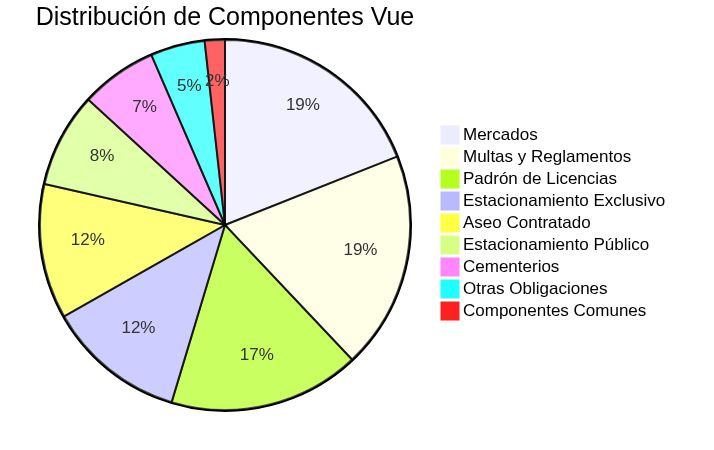 Distribución de Componentes Vue
19%
19%
17%
12%
12%
8%
7%
5%
2%
Mercados
Multas y Reglamentos
Padrón de Licencias
Estacionamiento Exclusivo
Aseo Contratado
Estacionamiento Público
Cementerios
Otras Obligaciones
Componentes Comunes